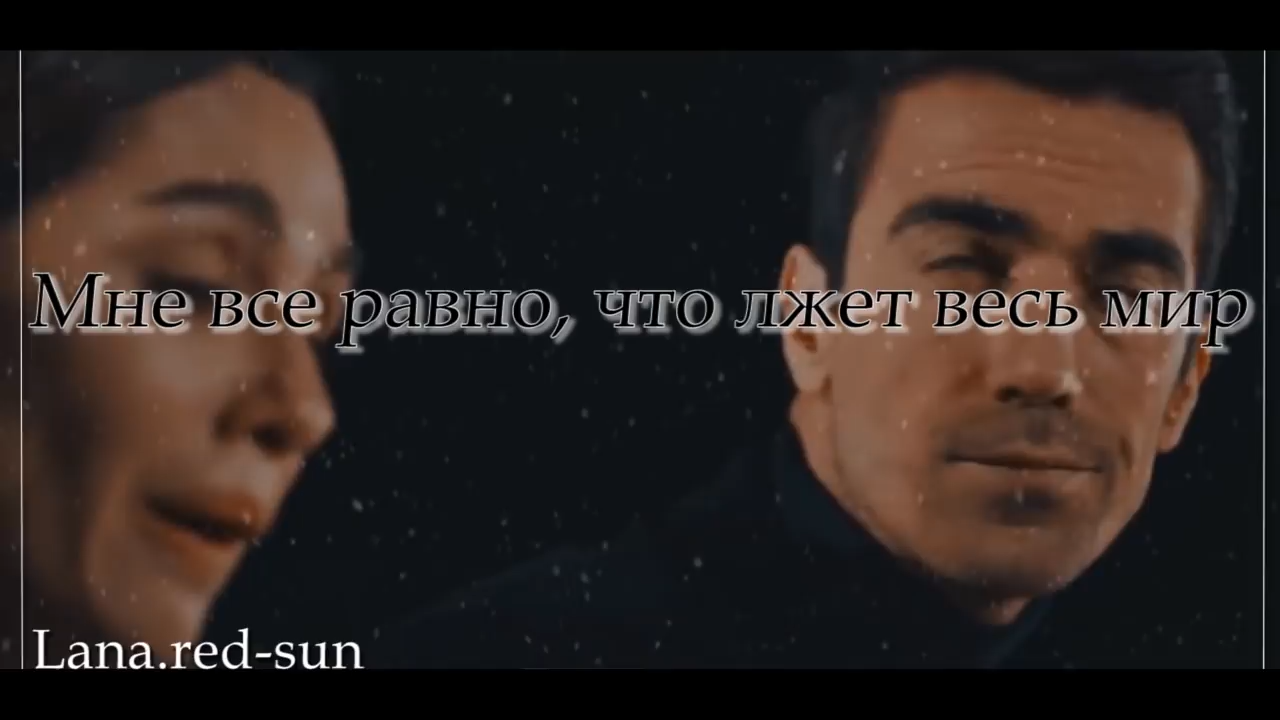 Мне все равно, что лжет весь мир
Lana.red-sun